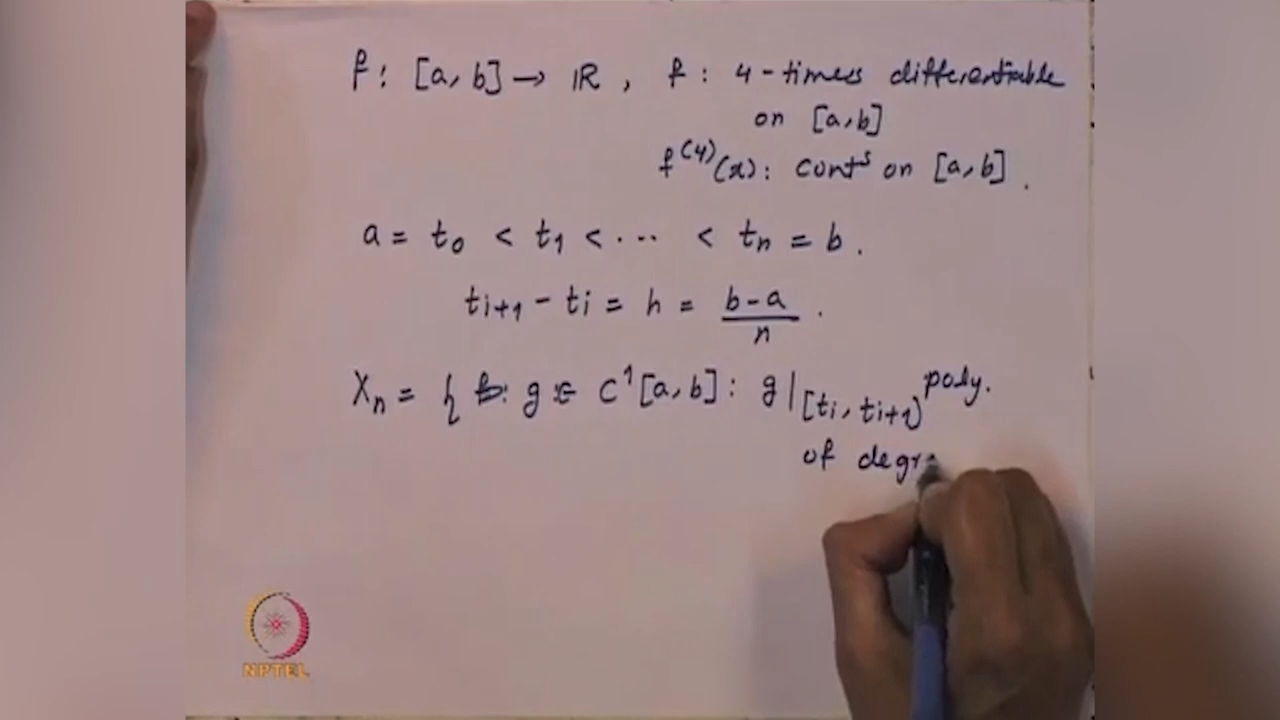 f : [a, b] → ℝ , f : 4-times differentiable
on [a, b]
f⁽⁴⁾(x) : contˢ on [a, b] .
a = t₀ < t₁ < ... < tₙ = b .
tᵢ₊₁ - tᵢ = h = (b-a)/n .
Xₙ = { g ∈ C¹[a, b] : g|[tᵢ, tᵢ₊₁] poly.
of degr
NPTEL